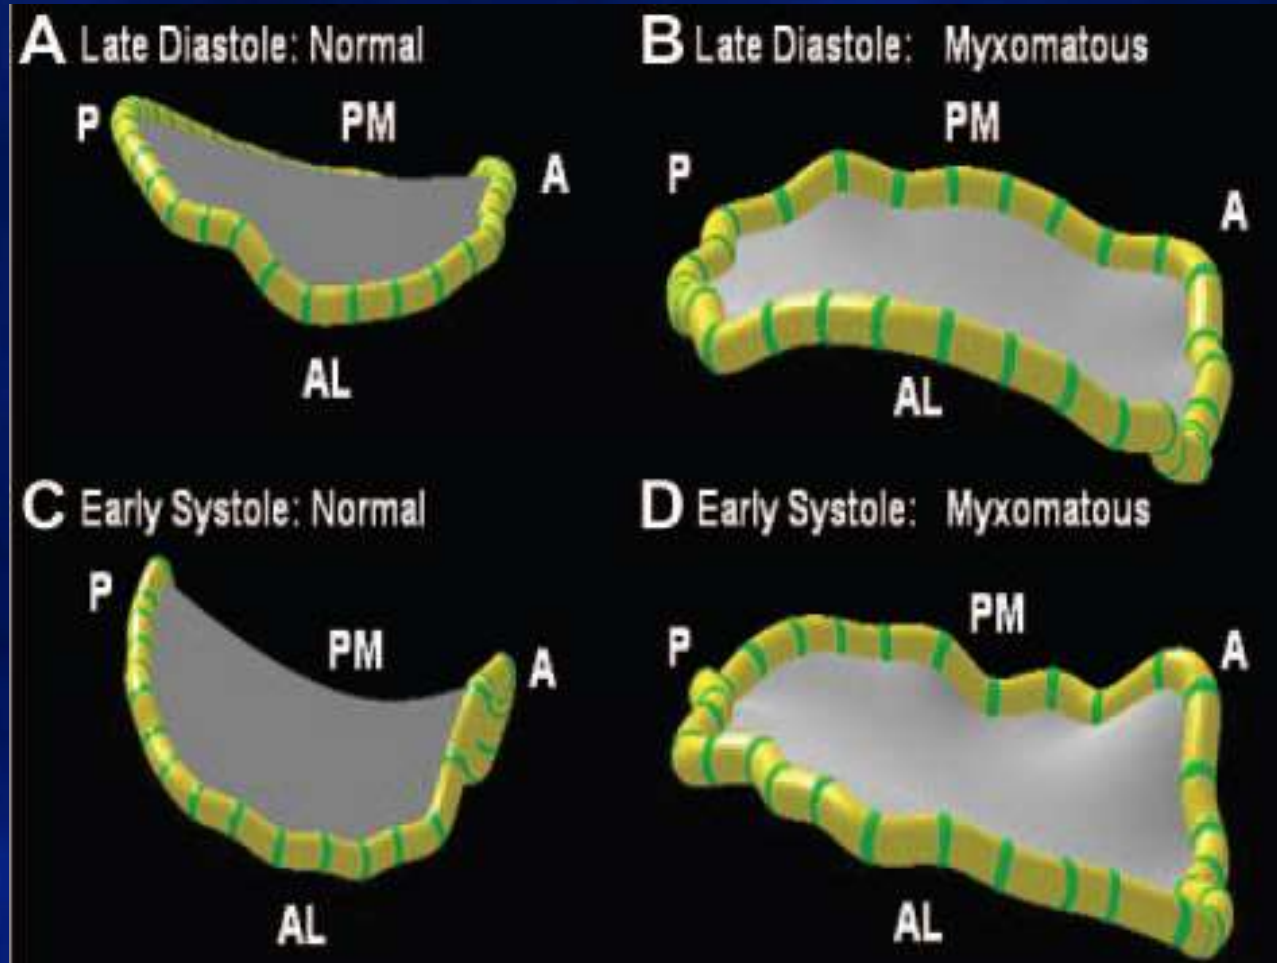 A Late Diastole: Normal
P
PM
A
AL
B Late Diastole: Myxomatous
PM
P
A
AL
C Early Systole: Normal
P
PM
A
AL
D Early Systole: Myxomatous
PM
P
A
AL